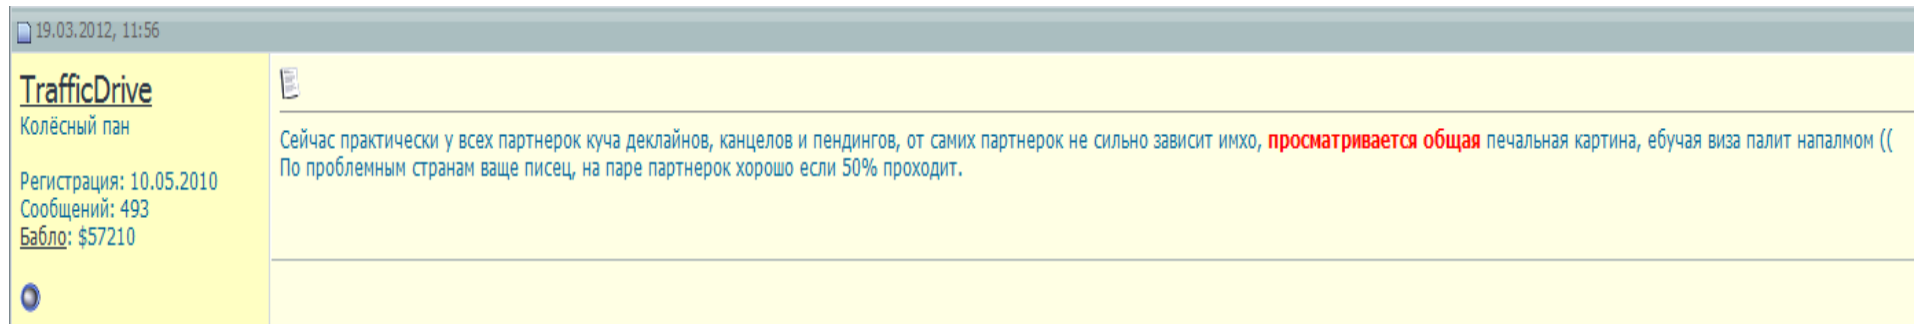 19.03.2012, 11:56
TrafficDrive
Колёсный пан
Регистрация: 10.05.2010
Сообщений: 493
Бабло: $57210
Сейчас практически у всех партнерок куча деклайнов, канцелов и пендингов, от самих партнерок не сильно зависит имхо, просматривается общая печальная картина, ебучая виза палит напалмом ((
По проблемным странам ваще писец, на паре партнерок хорошо если 50% проходит.